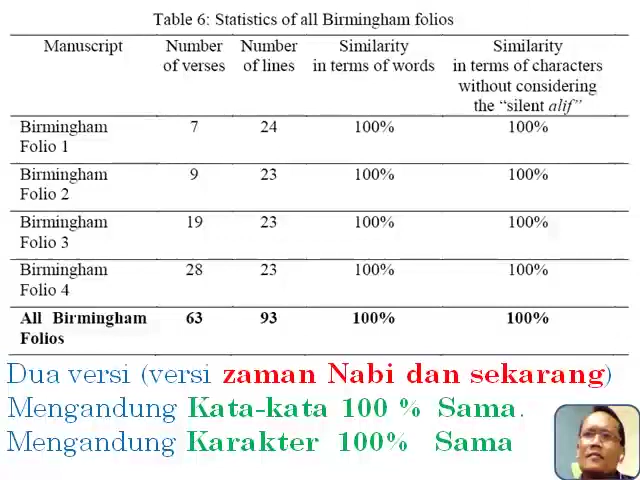 Table 6: Statistics of all Birmingham folios
Manuscript Number of verses Number of lines Similarity in terms of words Similarity in terms of characters without considering the “silent alif”
Birmingham Folio 1 7 24 100% 100%
Birmingham Folio 2 9 23 100% 100%
Birmingham Folio 3 19 23 100% 100%
Birmingham Folio 4 28 23 100% 100%
All Birmingham Folios 63 93 100% 100%
Dua versi (versi zaman Nabi dan sekarang)
Mengandung Kata-kata 100 % Sama.
Mengandung Karakter 100% Sama